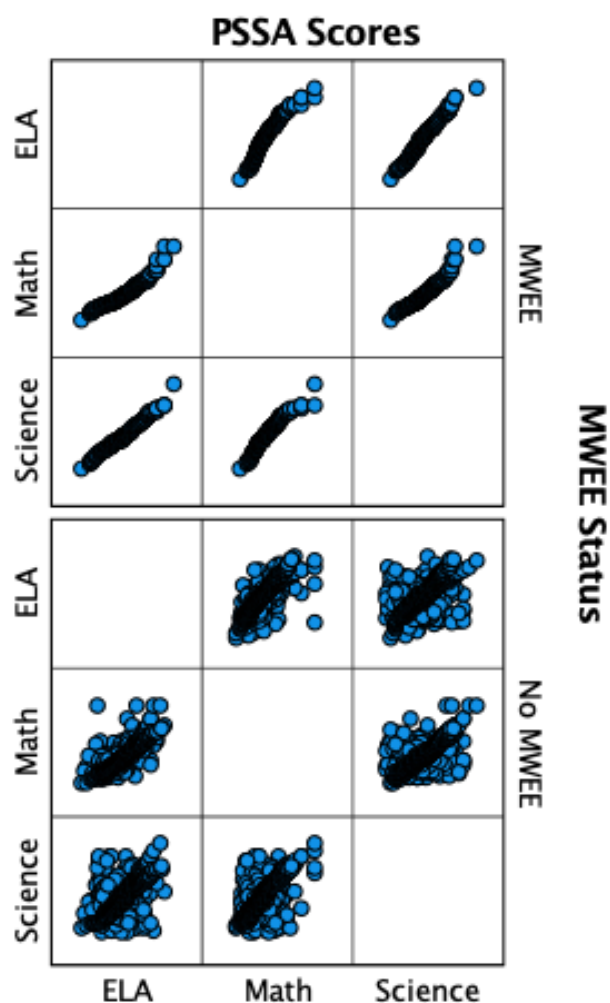 PSSA Scores
ELA
Math
Science
MWEE
ELA
Math
Science
No MWEE
MWEE Status
ELA Math Science